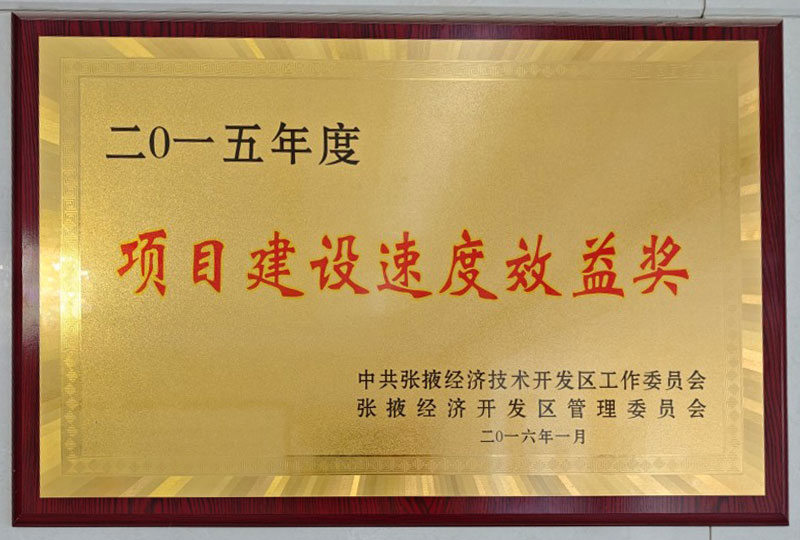 二0一五年度
项目建设速度效益奖
中共张掖经济技术开发区工作委员会
张掖经济开发区管理委员会
二0一六年一月